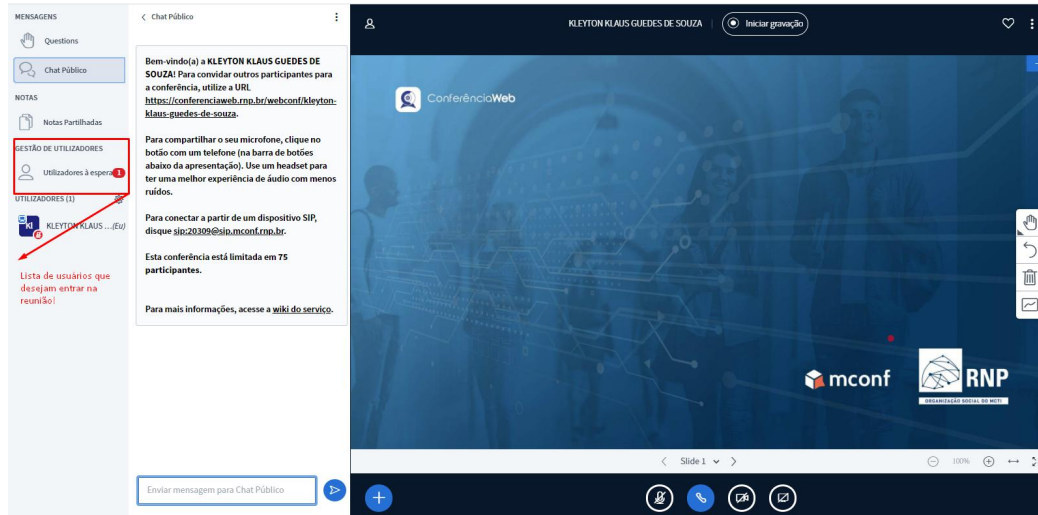 MENSAGENS
Questions
Chat Público
NOTAS
Notas Partilhadas
GESTÃO DE UTILIZADORES
Utilizadores à espera
1
UTILIZADORES (1)
Kl
KLEYTON KLAUS ...(Eu)
Lista de usuários que
desejam entrar na
reunião!
Chat Público
Bem-vindo(a) a KLEYTON KLAUS GUEDES DE
SOUZA! Para convidar outros participantes para
a conferência, utilize a URL
https://conferenciaweb.rnp.br/webconf/kleyton-
klaus-guedes-de-souza.
Para compartilhar o seu microfone, clique no
botão com um telefone (na barra de botões
abaixo da apresentação). Use um headset para
ter uma melhor experiência de áudio com menos
ruídos.
Para conectar a partir de um dispositivo SIP,
disque sip:20309@sip.mconf.rnp.br.
Esta conferência está limitada em 75
participantes.
Para mais informações, acesse a wiki do serviço.
Enviar mensagem para Chat Público
KLEYTON KLAUS GUEDES DE SOUZA
Iniciar gravação
ConferênciaWeb
mconf
RNP
ORGANIZAÇÃO SOCIAL DO MCTI
Slide 1
100%